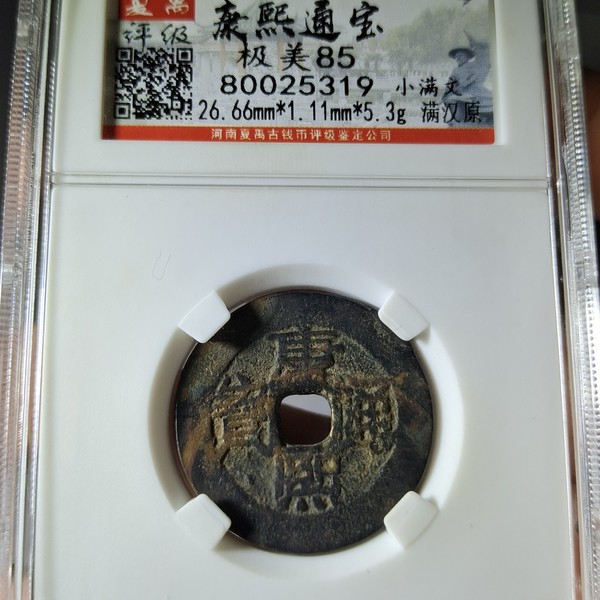 夏禹
评级
康熙通宝
极美85
80025319 小满文
26.66mm*1.11mm*5.3g 满汉原
河南夏禹古钱币评级鉴定公司
康熙通寳